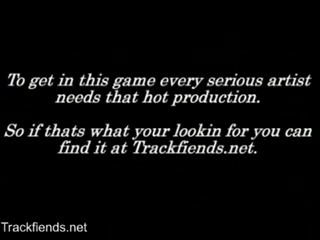 To get in this game every serious artist
needs that hot production.
So if thats what your lookin for you can
find it at Trackfiends.net.
Trackfiends.net